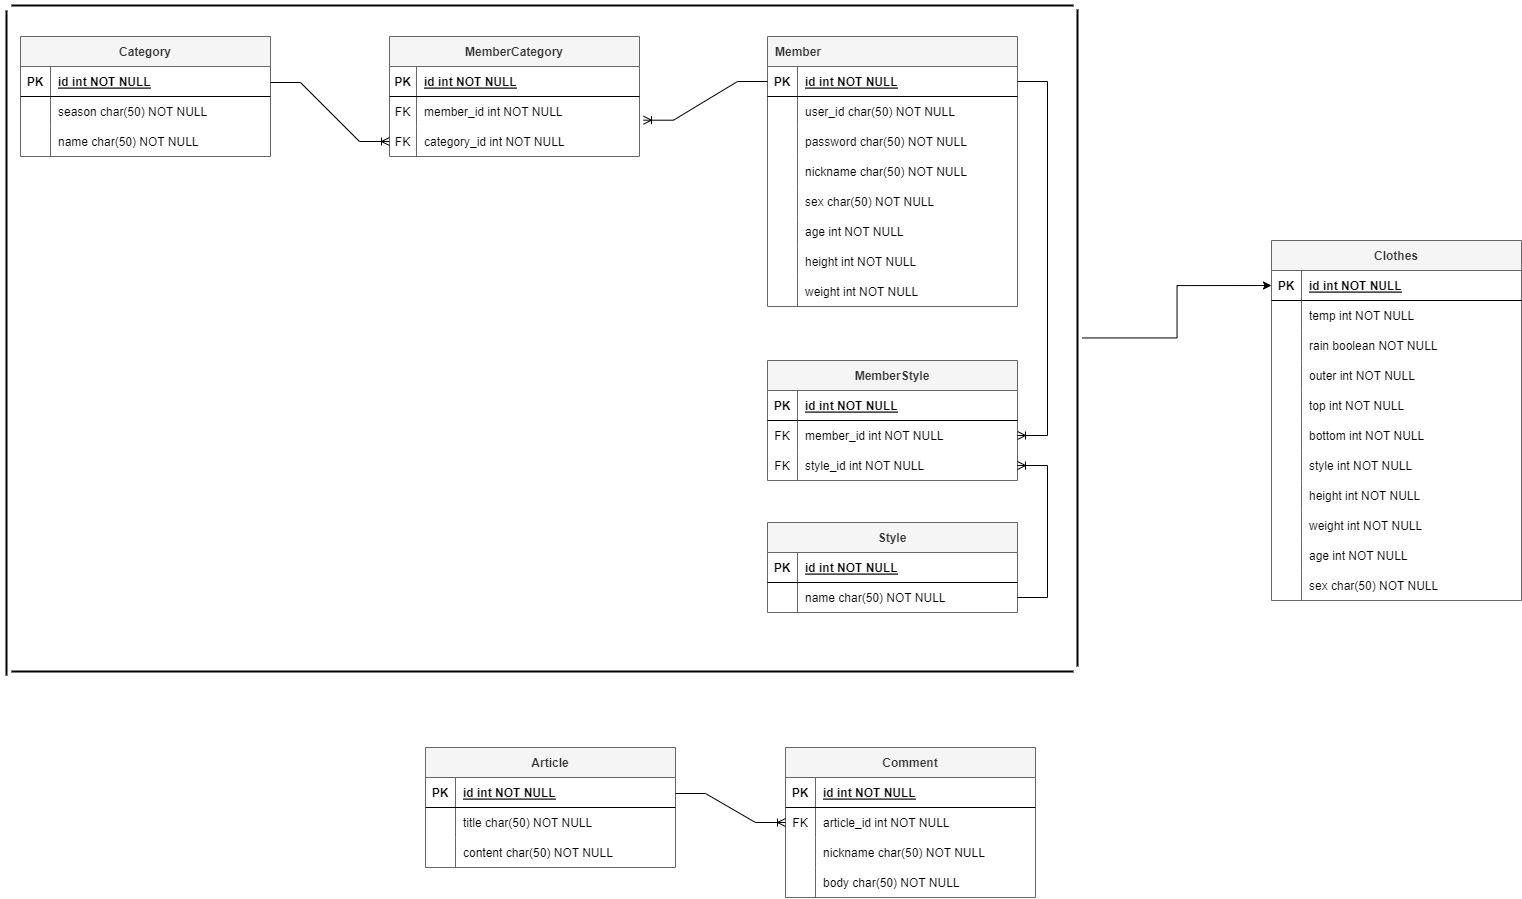 Category
PK id int NOT NULL
season char(50) NOT NULL
name char(50) NOT NULL
MemberCategory
PK id int NOT NULL
FK member_id int NOT NULL
FK category_id int NOT NULL
Member
PK id int NOT NULL
user_id char(50) NOT NULL
password char(50) NOT NULL
nickname char(50) NOT NULL
sex char(50) NOT NULL
age int NOT NULL
height int NOT NULL
weight int NOT NULL
MemberStyle
PK id int NOT NULL
FK member_id int NOT NULL
FK style_id int NOT NULL
Style
PK id int NOT NULL
name char(50) NOT NULL
Clothes
PK id int NOT NULL
temp int NOT NULL
rain boolean NOT NULL
outer int NOT NULL
top int NOT NULL
bottom int NOT NULL
style int NOT NULL
height int NOT NULL
weight int NOT NULL
age int NOT NULL
sex char(50) NOT NULL
Article
PK id int NOT NULL
title char(50) NOT NULL
content char(50) NOT NULL
Comment
PK id int NOT NULL
FK article_id int NOT NULL
nickname char(50) NOT NULL
body char(50) NOT NULL